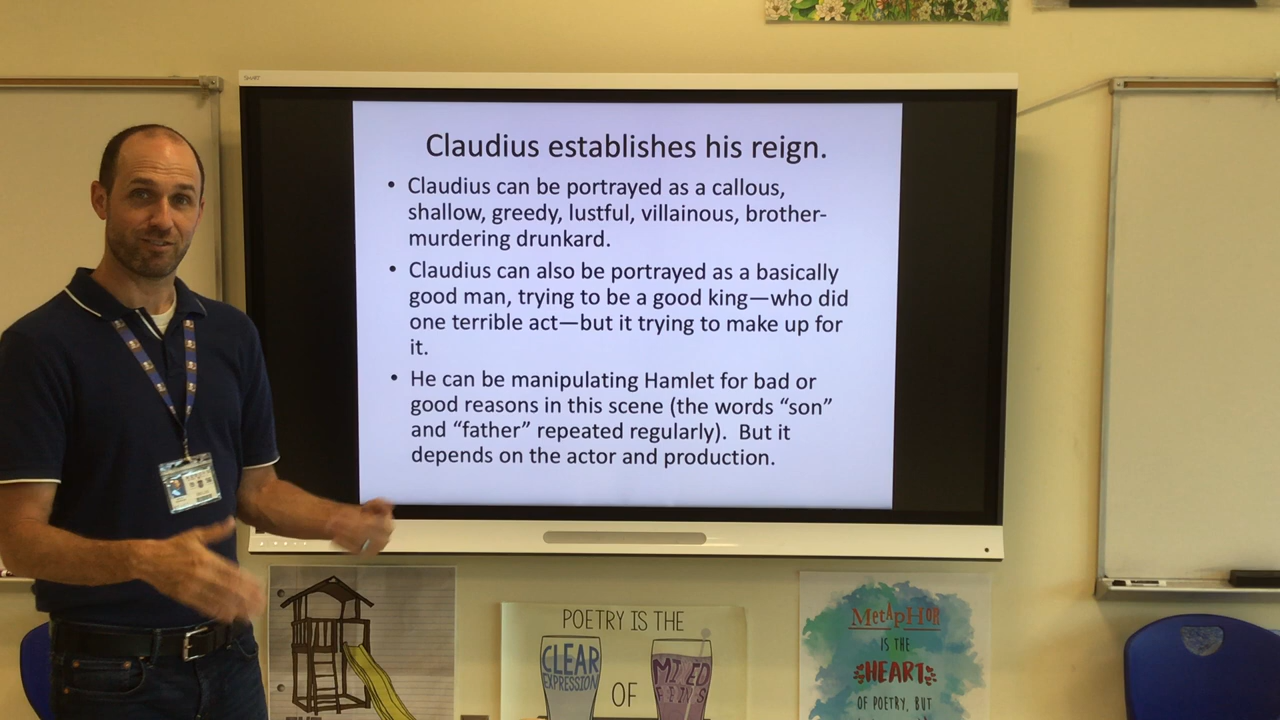 SMART
Claudius establishes his reign.
• Claudius can be portrayed as a callous,
shallow, greedy, lustful, villainous, brother-
murdering drunkard.
• Claudius can also be portrayed as a basically
good man, trying to be a good king—who did
one terrible act—but it trying to make up for
it.
• He can be manipulating Hamlet for bad or
good reasons in this scene (the words “son”
and “father” repeated regularly).  But it
depends on the actor and production.
POETRY IS THE
CLEAR
EXPRESSION
OF
MetApHOR
IS THE
HEART
OF POETRY, BUT